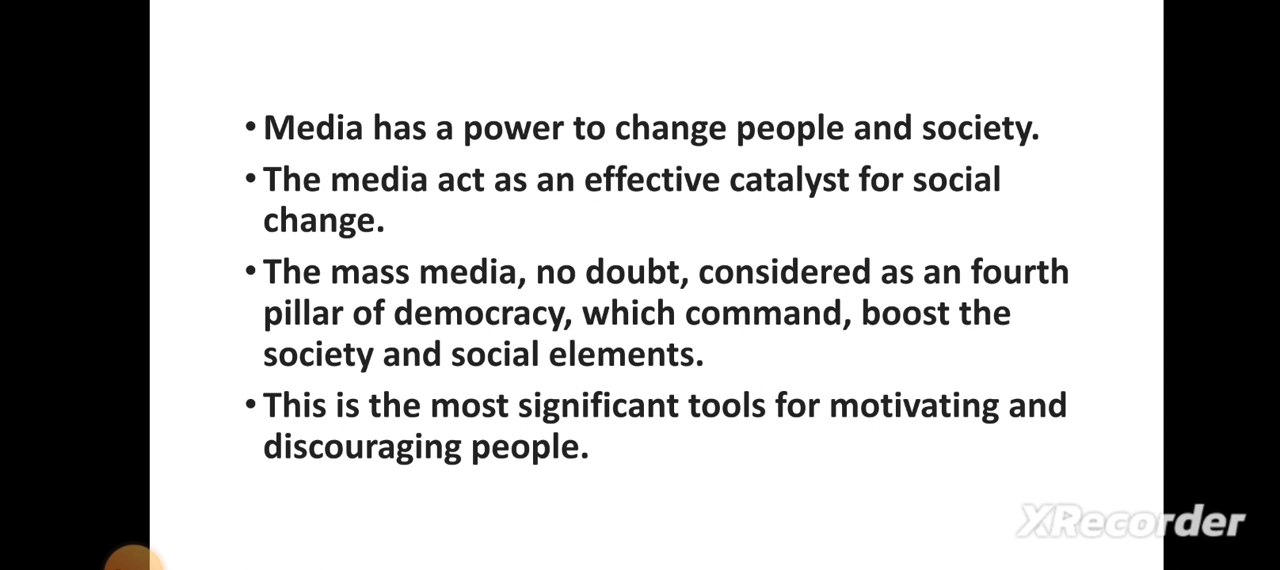 • Media has a power to change people and society.
• The media act as an effective catalyst for social
change.
• The mass media, no doubt, considered as an fourth
pillar of democracy, which command, boost the
society and social elements.
• This is the most significant tools for motivating and
discouraging people.
XRecorder